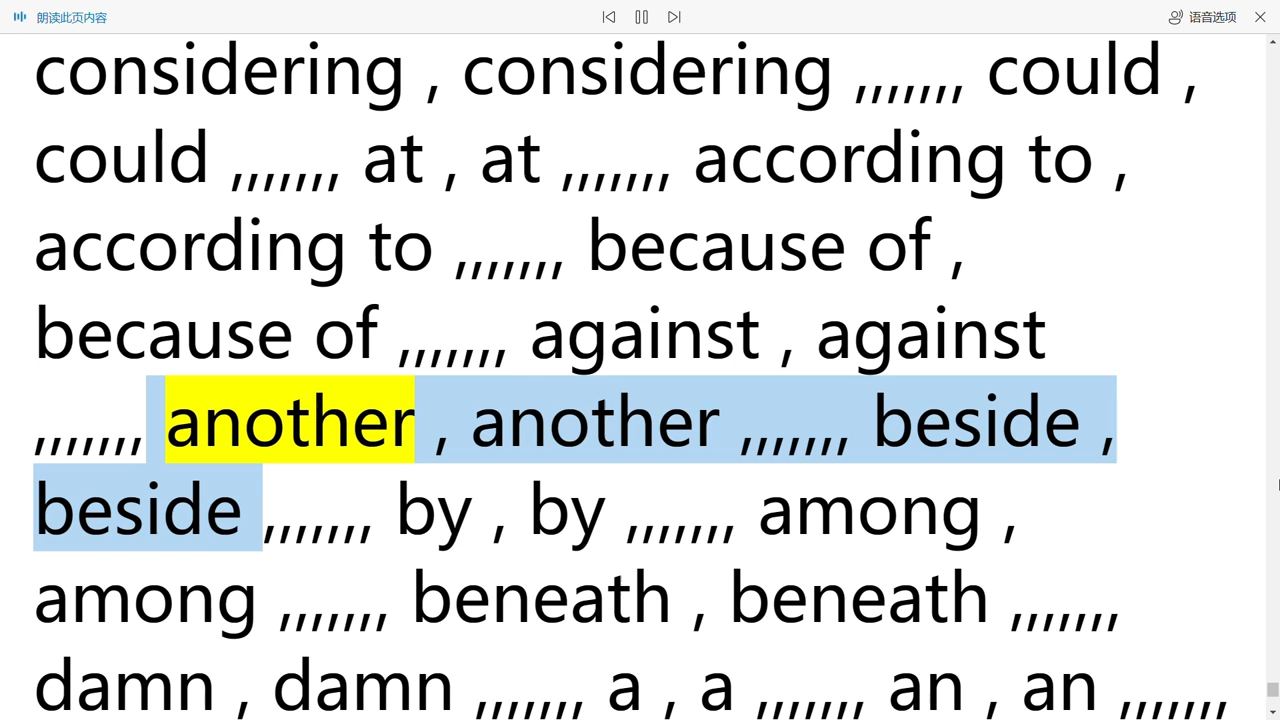 朗读此页内容
语音选项
considering , considering ,,,,,,, could ,
could ,,,,,,, at , at ,,,,,,, according to ,
according to ,,,,,,, because of ,
because of ,,,,,,, against , against
,,,,,,, another , another ,,,,,,, beside ,
beside ,,,,,,, by , by ,,,,,,, among ,
among ,,,,,,, beneath , beneath ,,,,,,,
damn , damn ,,,,,,, a , a ,,,,,,, an , an ,,,,,,,